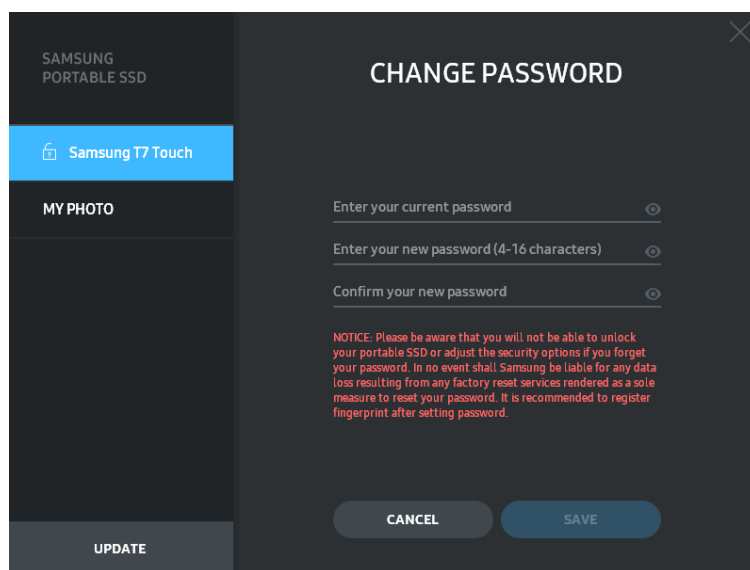 SAMSUNG
PORTABLE SSD
Samsung T7 Touch
MY PHOTO
UPDATE
CHANGE PASSWORD
Enter your current password
Enter your new password (4-16 characters)
Confirm your new password
NOTICE: Please be aware that you will not be able to unlock
your portable SSD or adjust the security options if you forget
your password. In no event shall Samsung be liable for any data
loss resulting from any factory reset services rendered as a sole
measure to reset your password. It is recommended to register
fingerprint after setting password.
CANCEL
SAVE